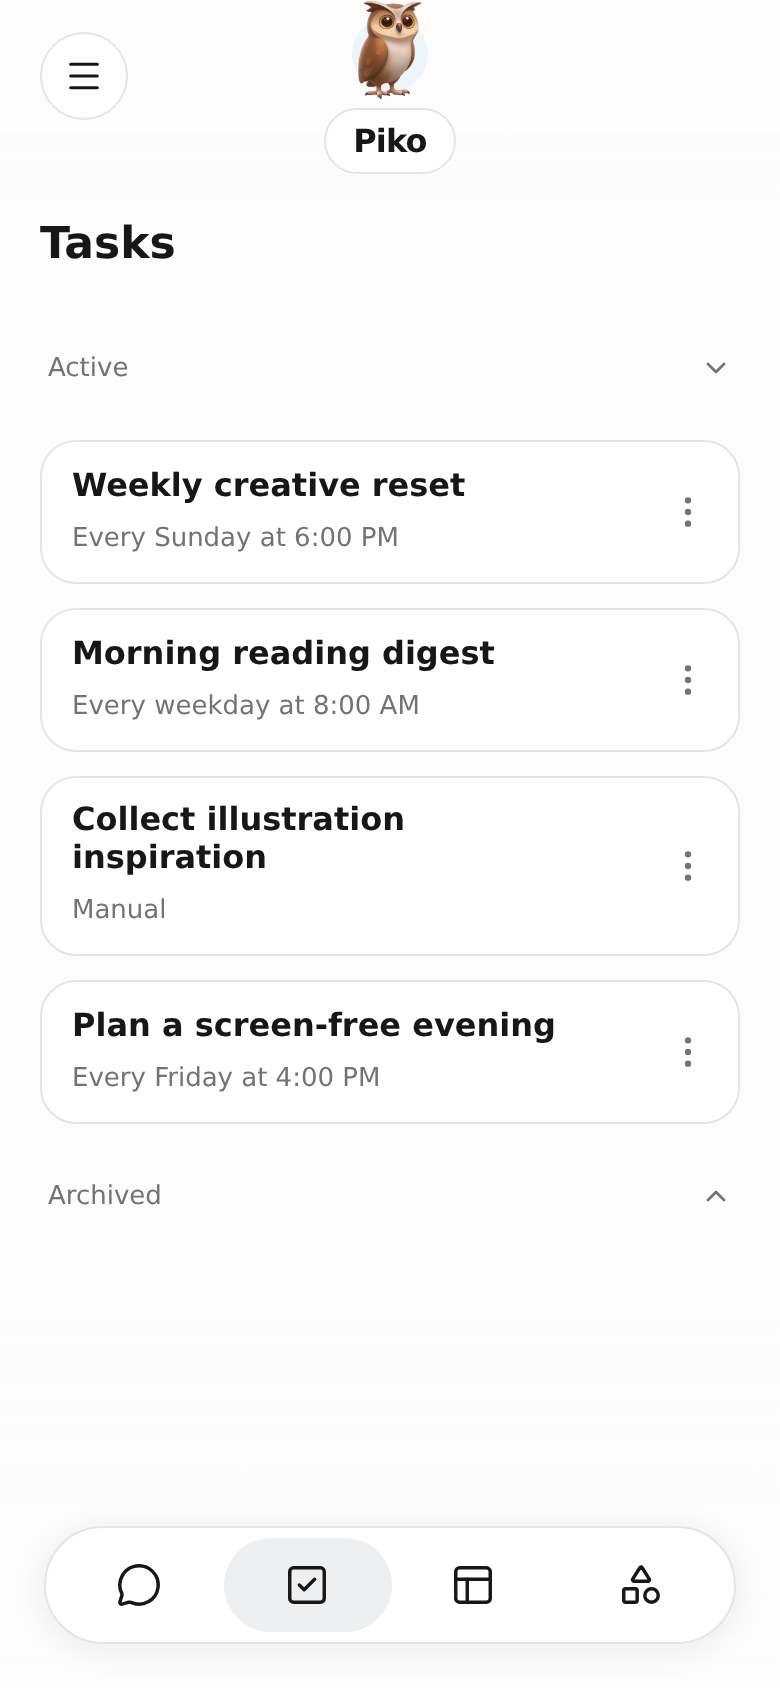 Piko
Tasks
Active
Weekly creative reset
Every Sunday at 6:00 PM
Morning reading digest
Every weekday at 8:00 AM
Collect illustration
inspiration
Manual
Plan a screen-free evening
Every Friday at 4:00 PM
Archived